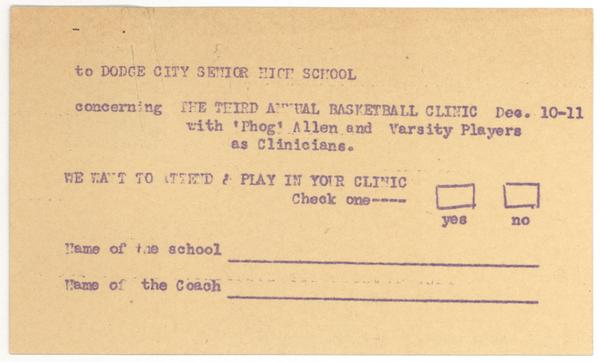 to DODGE CITY SENIOR HIGH SCHOOL
concerning THE THIRD ANNUAL BASKETBALL CLINIC Dec. 10-11
with 'Phog' Allen and Varsity Players
as Clinicians.
WE WANT TO ATTEND & PLAY IN YOUR CLINIC
Check one----
yes no
Name of the school
Name of the Coach